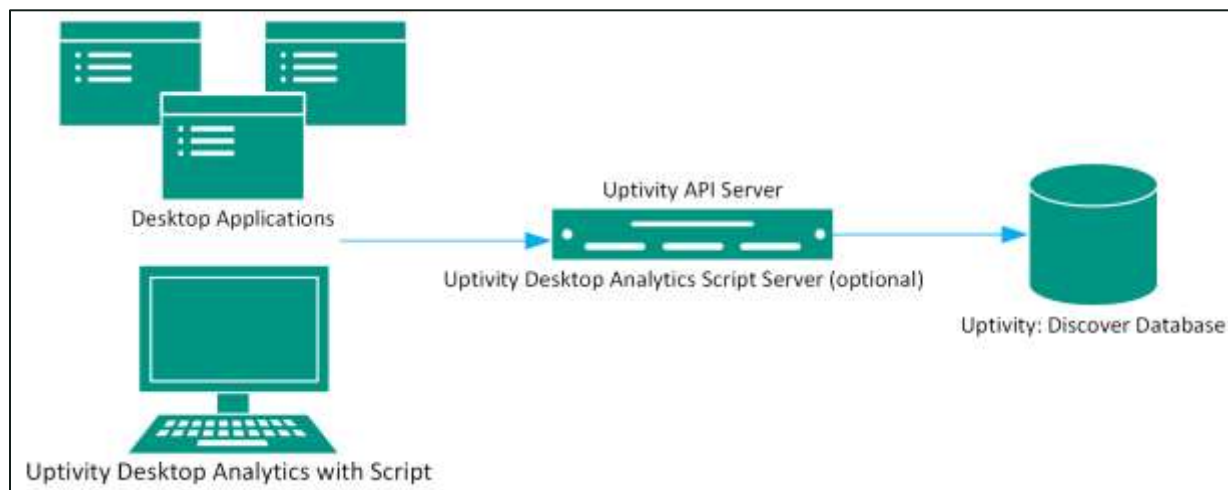 Desktop Applications
Uptivity API Server
Uptivity Desktop Analytics Script Server (optional)
Uptivity: Discover Database
Uptivity Desktop Analytics with Script